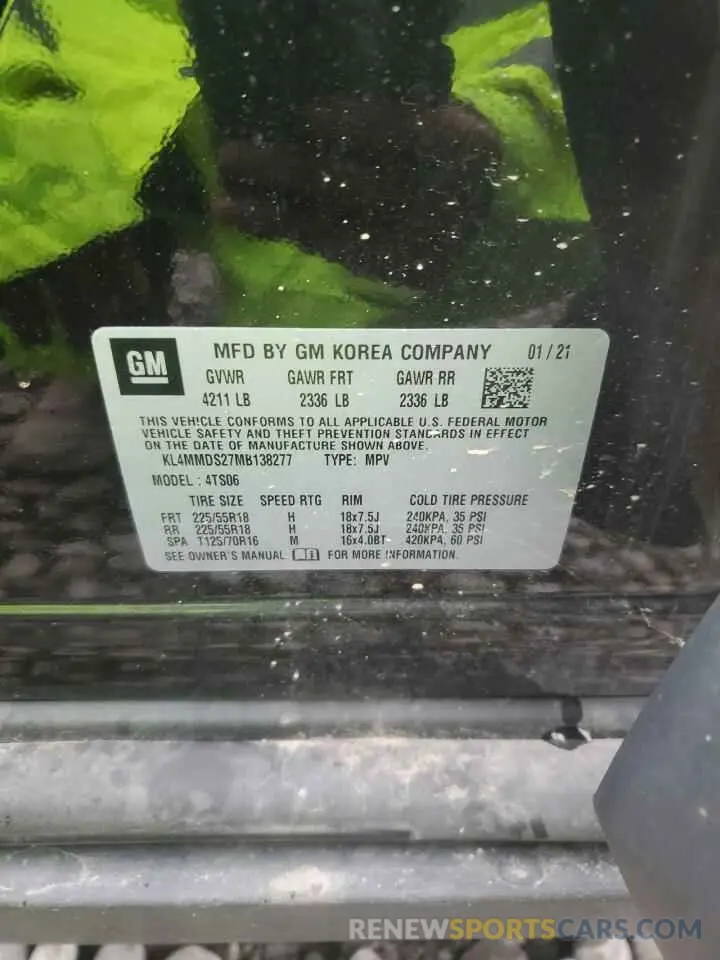 GM MFD BY GM KOREA COMPANY 01/21
GVWR GAWR FRT GAWR RR
4211 LB 2336 LB 2336 LB
THIS VEHICLE CONFORMS TO ALL APPLICABLE U.S. FEDERAL MOTOR
VEHICLE SAFETY AND THEFT PREVENTION STANDARDS IN EFFECT
ON THE DATE OF MANUFACTURE SHOWN ABOVE.
KL4MMDS27MB138277 TYPE: MPV
MODEL : 4TS06
TIRE SIZE SPEED RTG RIM COLD TIRE PRESSURE
FRT 225/55R18 H 18x7.5J 240KPA, 35 PSI
RR 225/55R18 H 18x7.5J 240KPA, 35 PSI
SPA T125/70R16 M 16x4.0BT 420KPA, 60 PSI
SEE OWNER'S MANUAL FOR MORE INFORMATION.
RENEWSPORTSCARS.COM